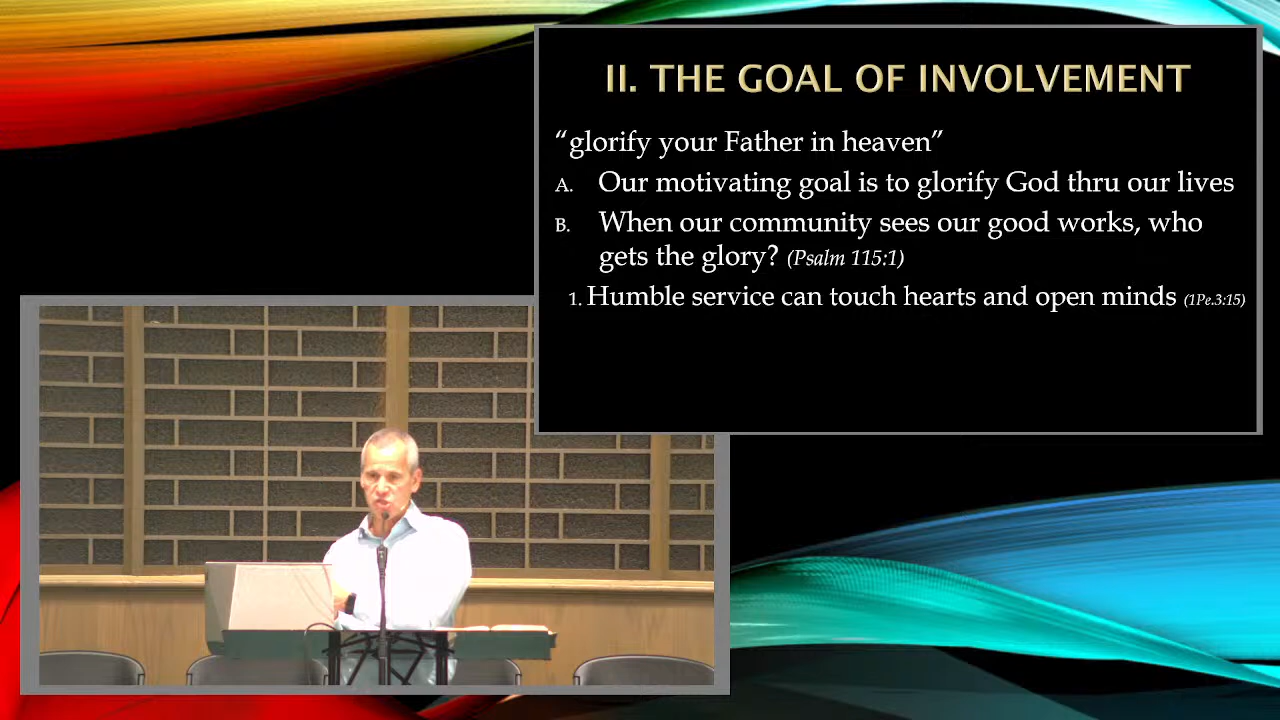 II. THE GOAL OF INVOLVEMENT
“glorify your Father in heaven”
A. Our motivating goal is to glorify God thru our lives
B. When our community sees our good works, who
gets the glory? (Psalm 115:1)
1. Humble service can touch hearts and open minds (1Pe.3:15)